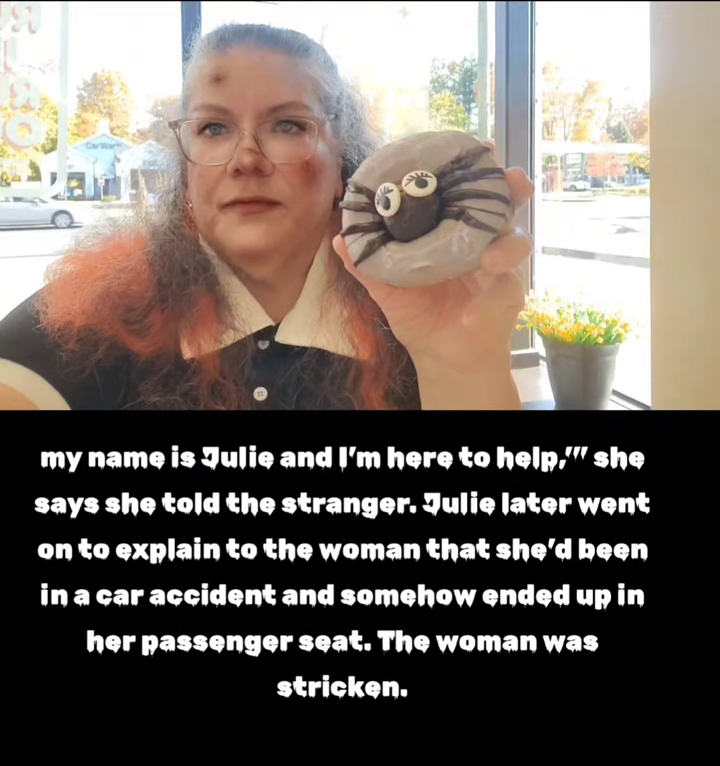 Car Wash
my name is Julie and I'm here to help,'" she
says she told the stranger. Julie later went
on to explain to the woman that she'd been
in a car accident and somehow ended up in
her passenger seat. The woman was
stricken.